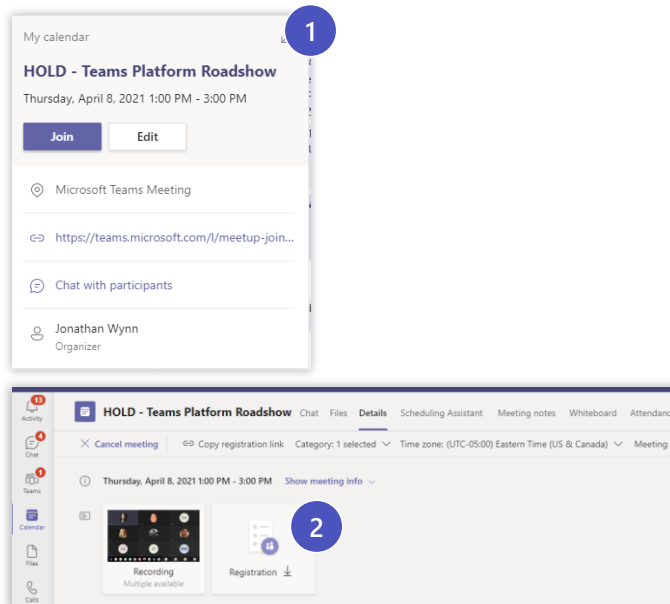 1
My calendar
HOLD - Teams Platform Roadshow
Thursday, April 8, 2021 1:00 PM - 3:00 PM
Join Edit
Microsoft Teams Meeting
https://teams.microsoft.com/l/meetup-join...
Chat with participants
Jonathan Wynn
Organizer
13
Activity
HOLD - Teams Platform Roadshow Chat Files Details Scheduling Assistant Meeting notes Whiteboard Attendanc
4
Chat
Cancel meeting Copy registration link Category: 1 selected Time zone: (UTC-05:00) Eastern Time (US & Canada) Meeting
9
Teams
Thursday, April 8, 2021 1:00 PM - 3:00 PM Show meeting info
Calendar
2
Files
Recording
Multiple available
Registration
Calls